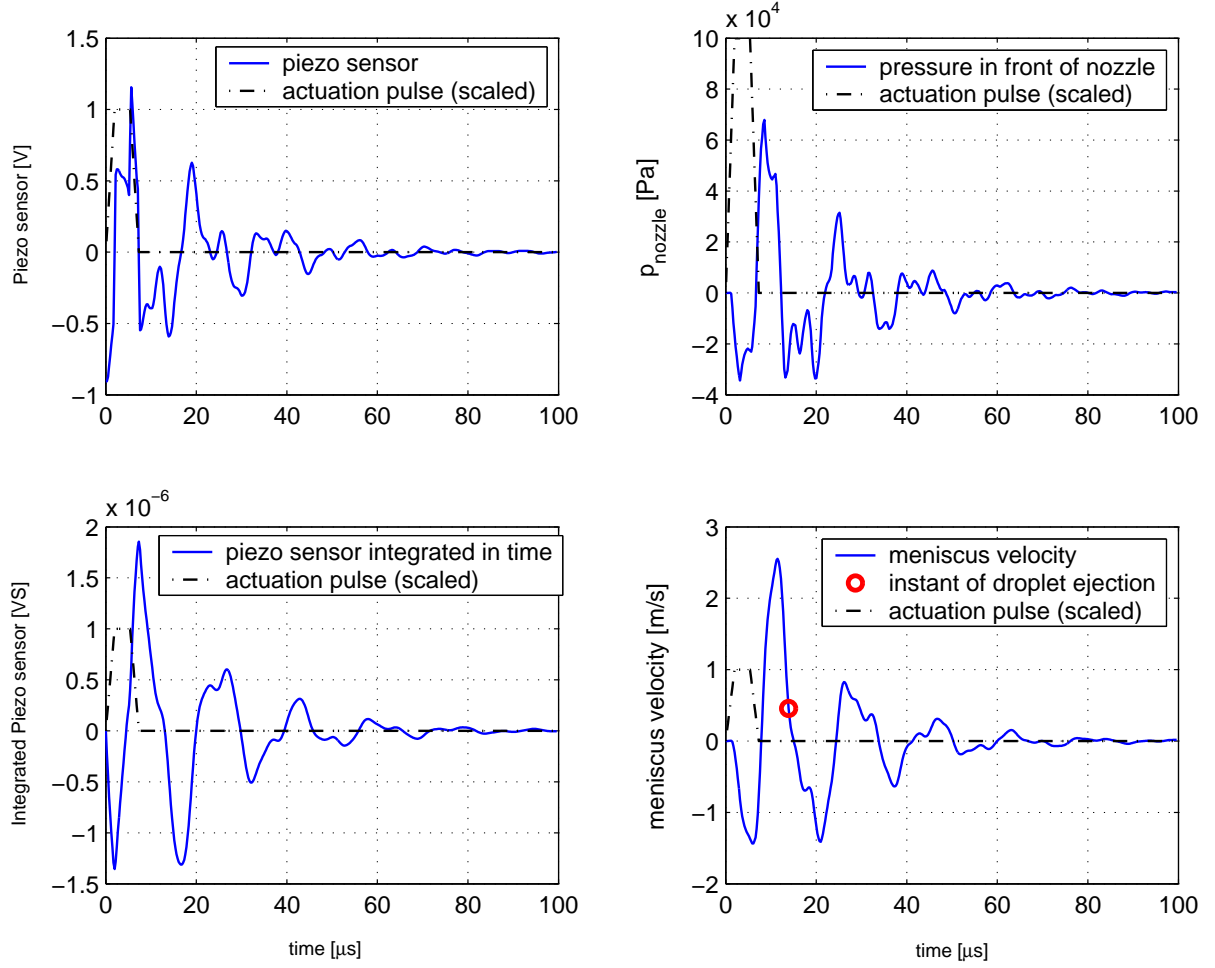 piezo sensor
actuation pulse (scaled)
Piezo sensor [V]
1.5
1
0.5
0
−0.5
−1
0 20 40 60 80 100
x 10⁴
pressure in front of nozzle
actuation pulse (scaled)
p_nozzle [Pa]
10
8
6
4
2
0
−2
−4
0 20 40 60 80 100
x 10⁻⁶
piezo sensor integrated in time
actuation pulse (scaled)
Integrated Piezo sensor [VS]
2
1.5
1
0.5
0
−0.5
−1
−1.5
0 20 40 60 80 100
time [μs]
meniscus velocity
instant of droplet ejection
actuation pulse (scaled)
meniscus velocity [m/s]
3
2
1
0
−1
−2
0 20 40 60 80 100
time [μs]